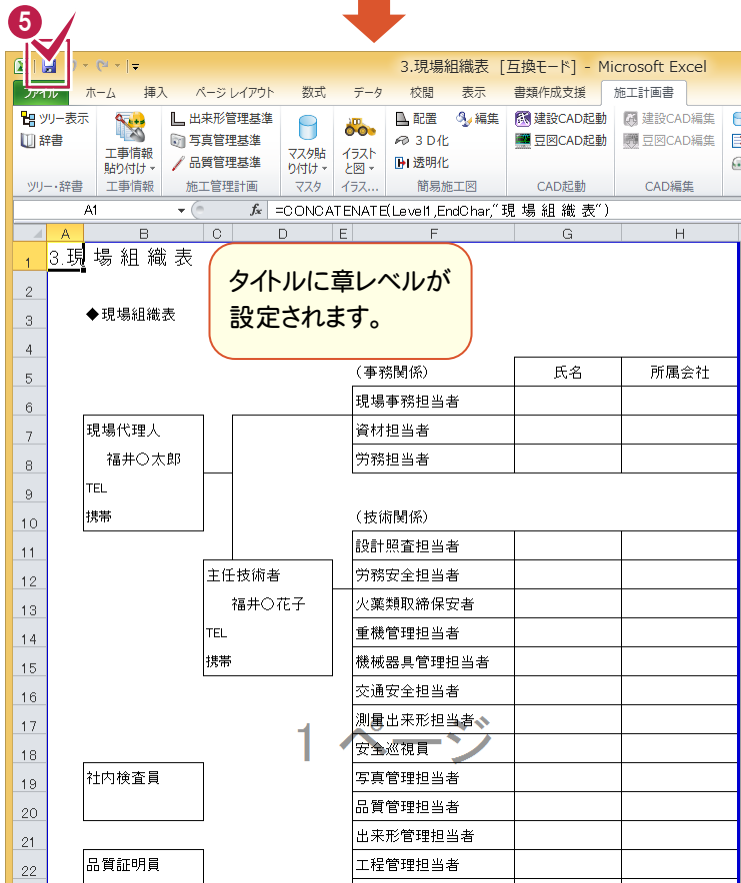 5
3.現場組織表 [互換モード] - Microsoft Excel
ファイル ホーム 挿入 ページ レイアウト 数式 データ 校閲 表示 書類作成支援 施工計画書
ツリー表示 出来形管理基準 配置 編集 建設CAD起動 建設CAD編集
辞書 工事情報貼り付け 写真管理基準 マスタ貼り付け イラストと図 3D化 豆図CAD起動 豆図CAD編集
品質管理基準 透明化
ツリー・辞書 工事情報 施工管理計画 マスタ イラス... 簡易施工図 CAD起動 CAD編集
A1 fx =CONCATENATE(Level1,EndChar,"現 場 組 織 表")
A B C D E F G H
1 3.現 場 組 織 表
タイトルに章レベルが
設定されます。
2
3 ◆現場組織表
4
5 (事務関係) 氏名 所属会社
6 現場事務担当者
7 現場代理人 資材担当者
8 福井〇太郎 労務担当者
9 TEL
10 携帯 (技術関係)
11 設計照査担当者
12 主任技術者 労務安全担当者
13 福井〇花子 火薬類取締保安者
14 TEL 重機管理担当者
15 携帯 機械器具管理担当者
16 交通安全担当者
17 測量出来形担当者
1 ページ
18 安全巡視員
19 社内検査員 写真管理担当者
20 品質管理担当者
21 出来形管理担当者
22 品質証明員 工程管理担当者